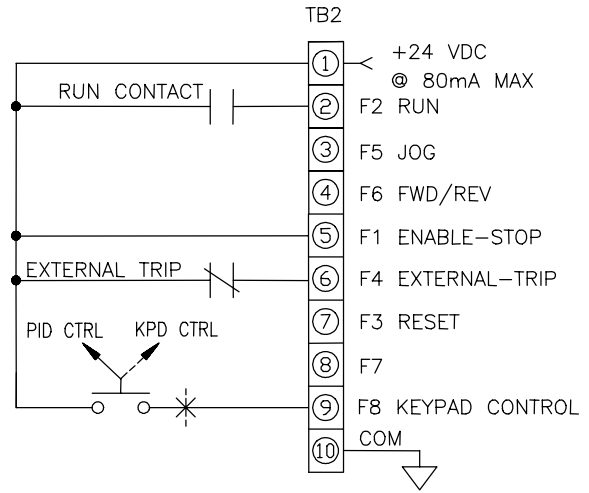 TB2
1
+24 VDC
@ 80mA MAX
RUN CONTACT
2
F2 RUN
3
F5 JOG
4
F6 FWD/REV
5
F1 ENABLE-STOP
EXTERNAL TRIP
6
F4 EXTERNAL-TRIP
7
F3 RESET
PID CTRL
KPD CTRL
8
F7
9
F8 KEYPAD CONTROL
10
COM